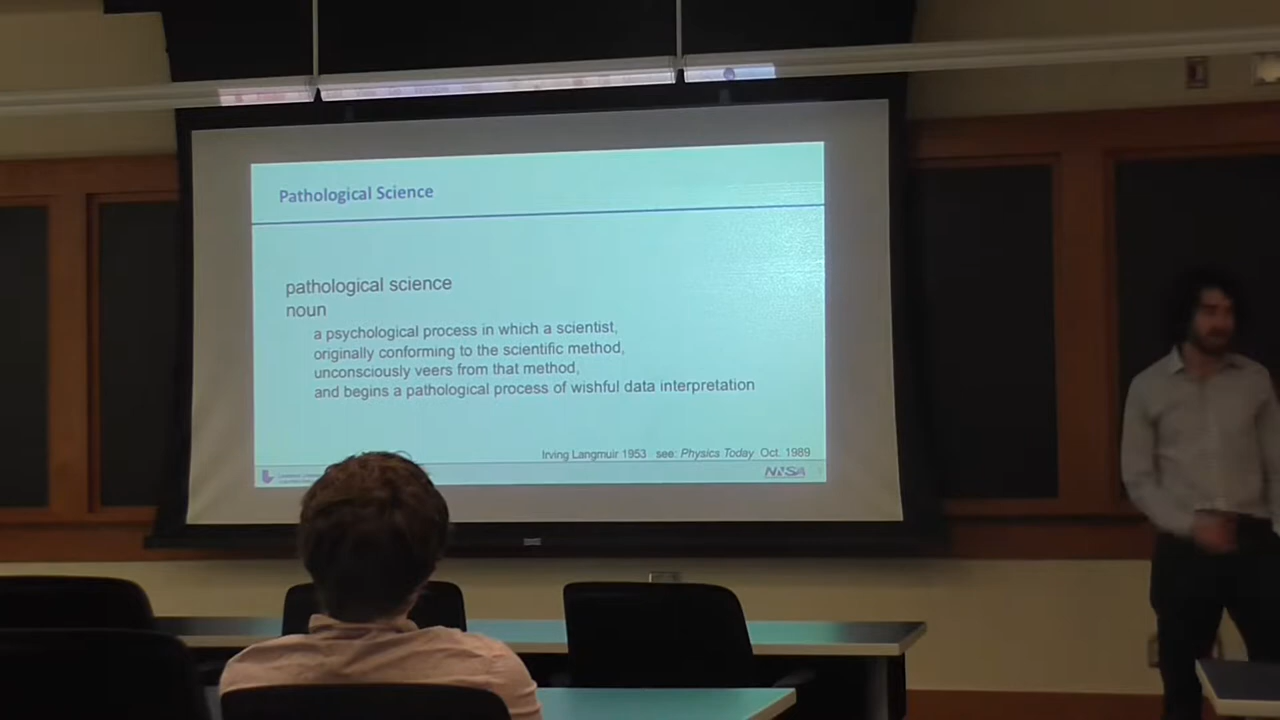 Pathological Science
pathological science
noun
a psychological process in which a scientist,
originally conforming to the scientific method,
unconsciously veers from that method,
and begins a pathological process of wishful data interpretation
Irving Langmuir 1953 see: Physics Today Oct. 1989
NNSA